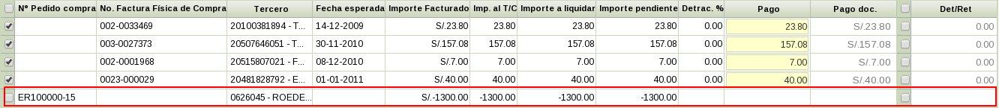 Nº Pedido compra No. Factura Física de Compra Tercero Fecha esperada Importe Facturado Imp. al T/C Importe a liquidar Importe pendiente Detrac. % Pago Pago doc. Det/Ret
002-0033469 20100381894 - T... 14-12-2009 S/.23.80 23.80 23.80 23.80 0.00 23.80 S/.23.80 0.00
003-0027373 20507646051 - T... 30-11-2010 S/.157.08 157.08 157.08 157.08 0.00 157.08 S/.157.08 0.00
002-0001968 20515807021 - F... 08-12-2010 S/.7.00 7.00 7.00 7.00 0.00 7.00 S/.7.00 0.00
0023-000029 20481828792 - E... 01-01-2011 S/.40.00 40.00 40.00 40.00 0.00 40.00 S/.40.00 0.00
ER100000-15 0626045 - ROEDE... S/.-1300.00 -1300.00 -1300.00 -1300.00